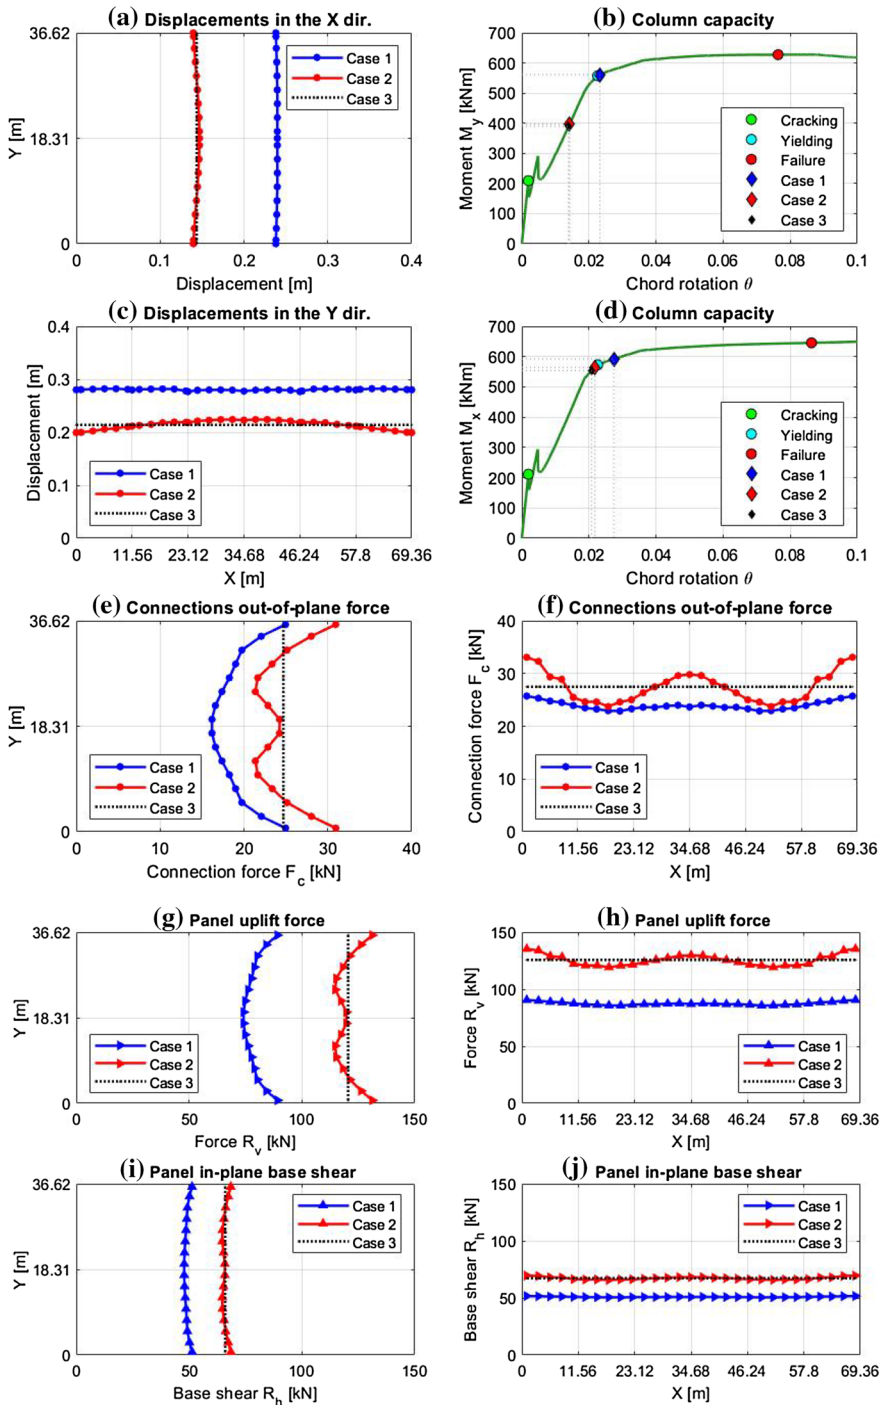 (a) Displacements in the X dir.
36.62
18.31
0
Y [m]
Case 1
Case 2
Case 3
0 0.1 0.2 0.3 0.4
Displacement [m]
(b) Column capacity
700
600
500
400
300
200
100
0
Moment M_y [kNm]
Cracking
Yielding
Failure
Case 1
Case 2
Case 3
0 0.02 0.04 0.06 0.08 0.1
Chord rotation θ
(c) Displacements in the Y dir.
0.4
0.3
0.2
0.1
0
Displacement [m]
Case 1
Case 2
Case 3
0 11.56 23.12 34.68 46.24 57.8 69.36
X [m]
(d) Column capacity
700
600
500
400
300
200
100
0
Moment M_x [kNm]
Cracking
Yielding
Failure
Case 1
Case 2
Case 3
0 0.02 0.04 0.06 0.08 0.1
Chord rotation θ
(e) Connections out-of-plane force
36.62
18.31
0
Y [m]
Case 1
Case 2
Case 3
0 10 20 30 40
Connection force F_c [kN]
(f) Connections out-of-plane force
40
30
20
10
0
Connection force F_c [kN]
Case 1
Case 2
Case 3
0 11.56 23.12 34.68 46.24 57.8 69.36
X [m]
(g) Panel uplift force
36.62
18.31
0
Y [m]
Case 1
Case 2
Case 3
0 50 100 150
Force R_v [kN]
(h) Panel uplift force
150
100
50
0
Force R_v [kN]
Case 1
Case 2
Case 3
0 11.56 23.12 34.68 46.24 57.8 69.36
X [m]
(i) Panel in-plane base shear
36.62
18.31
0
Y [m]
Case 1
Case 2
Case 3
0 50 100 150
Base shear R_h [kN]
(j) Panel in-plane base shear
150
100
50
0
Base shear R_h [kN]
Case 1
Case 2
Case 3
0 11.56 23.12 34.68 46.24 57.8 69.36
X [m]